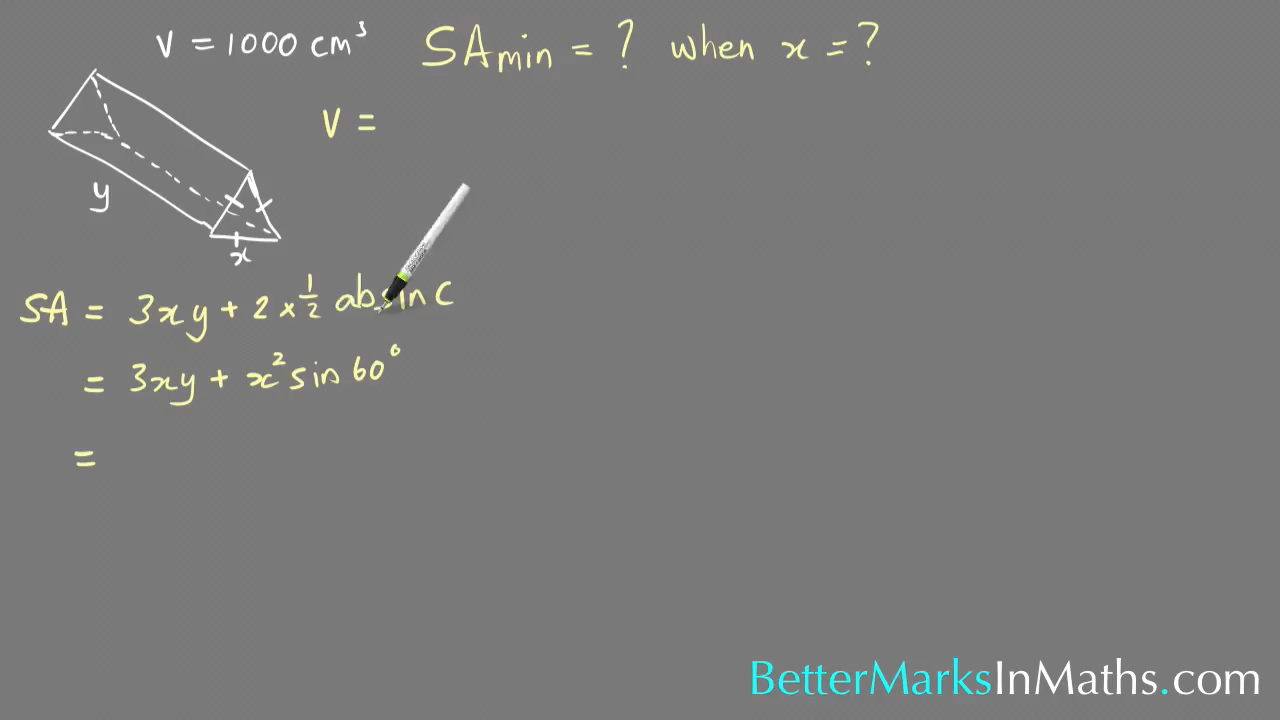 V = 1000 cm³
SAmin = ? when x = ?
V =
y
x
SA = 3xy + 2 × ½ ab sin C
= 3xy + x² sin 60°
=
BetterMarksInMaths.com